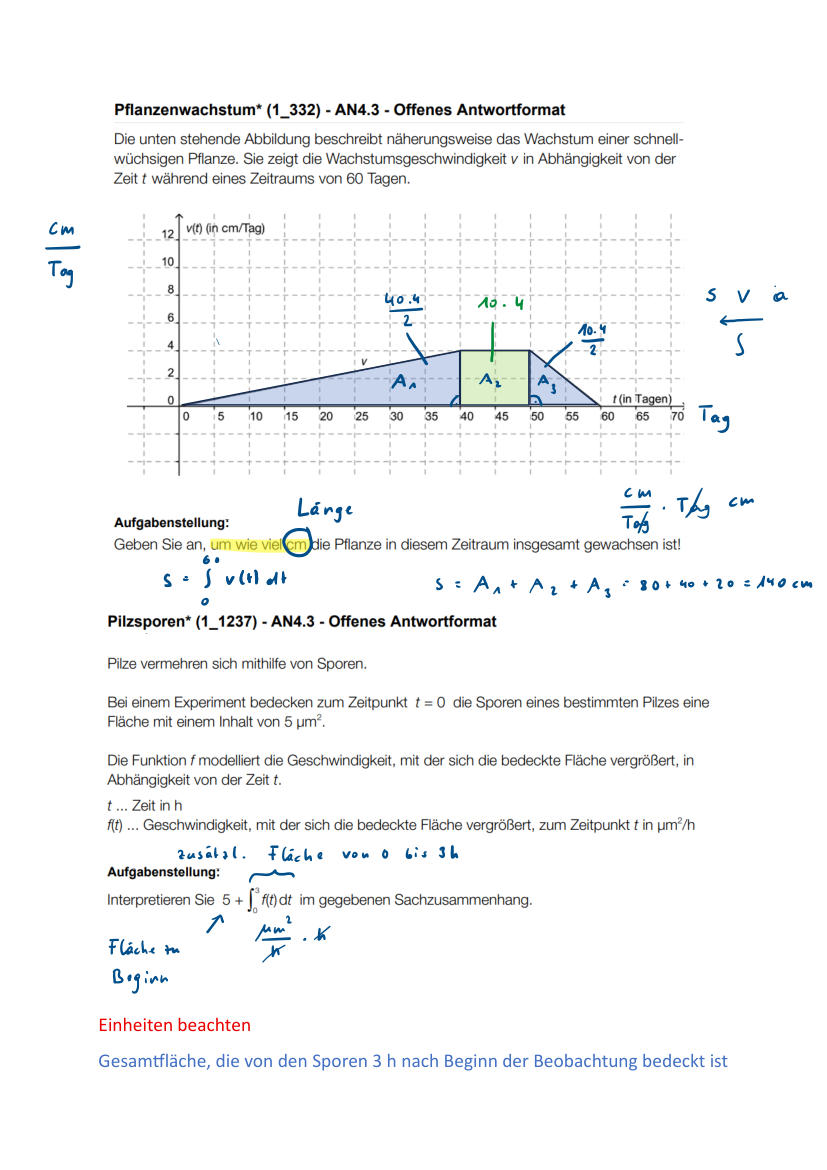 Pflanzenwachstum* (1_332) - AN4.3 - Offenes Antwortformat
Die unten stehende Abbildung beschreibt näherungsweise das Wachstum einer schnell-
wüchsigen Pflanze. Sie zeigt die Wachstumsgeschwindigkeit v in Abhängigkeit von der
Zeit t während eines Zeitraums von 60 Tagen.
cm
Tag
v(t) (in cm/Tag)
12
10
8
6
4
2
0
40.4
2
10.4
10.4
2
s v a
∫
v
A1
A2
A3
t (in Tagen)
0 5 10 15 20 25 30 35 40 45 50 55 60 65 70
Tag
Länge
cm
Tag
. Tag cm
Aufgabenstellung:
Geben Sie an, um wie viel cm die Pflanze in diesem Zeitraum insgesamt gewachsen ist!
s = ∫₀⁶⁰ v(t) dt
s = A1 + A2 + A3 = 80 + 40 + 20 = 140 cm
Pilzsporen* (1_1237) - AN4.3 - Offenes Antwortformat
Pilze vermehren sich mithilfe von Sporen.
Bei einem Experiment bedecken zum Zeitpunkt t = 0 die Sporen eines bestimmten Pilzes eine
Fläche mit einem Inhalt von 5 µm².
Die Funktion f modelliert die Geschwindigkeit, mit der sich die bedeckte Fläche vergrößert, in
Abhängigkeit von der Zeit t.
t ... Zeit in h
f(t) ... Geschwindigkeit, mit der sich die bedeckte Fläche vergrößert, zum Zeitpunkt t in µm²/h
zusätzl. Fläche von 0 bis 3h
Aufgabenstellung:
Interpretieren Sie 5 + ∫₀³ f(t) dt im gegebenen Sachzusammenhang.
µm²
h
. h
Fläche zu
Beginn
Einheiten beachten
Gesamtfläche, die von den Sporen 3 h nach Beginn der Beobachtung bedeckt ist